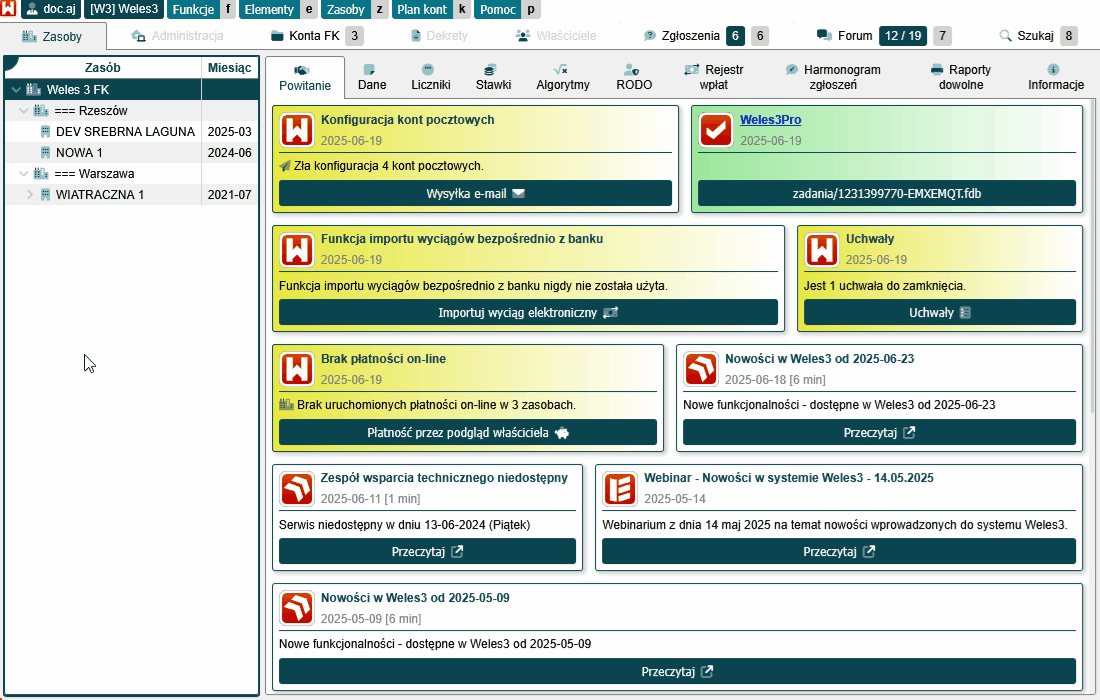 doc.aj [W3] Weles3 Funkcje f Elementy e Zasoby z Plan kont k Pomoc p
Zasoby Administracja Konta FK 3 Dekrety Właściciele Zgłoszenia 6 6 Forum 12 / 19 7 Szukaj 8
Zasób Miesiąc
Weles 3 FK
=== Rzeszów
DEV SREBRNA LAGUNA 2025-03
NOWA 1 2024-06
=== Warszawa
WIATRACZNA 1 2021-07
Powitanie
Dane
Liczniki
Stawki
Algorytmy
RODO
Rejestr
wpłat
Harmonogram
zgłoszeń
Raporty
dowolne
Informacje
Konfiguracja kont pocztowych
2025-06-19
Zła konfiguracja 4 kont pocztowych.
Wysyłka e-mail
Weles3Pro
2025-06-19
zadania/1231399770-EMXEMQT.fdb
Funkcja importu wyciągów bezpośrednio z banku
2025-06-19
Funkcja importu wyciągów bezpośrednio z banku nigdy nie została użyta.
Importuj wyciąg elektroniczny
Uchwały
2025-06-19
Jest 1 uchwała do zamknięcia.
Uchwały
Brak płatności on-line
2025-06-19
Brak uruchomionych płatności on-line w 3 zasobach.
Płatność przez podgląd właściciela
Nowości w Weles3 od 2025-06-23
2025-06-18 [6 min]
Nowe funkcjonalności - dostępne w Weles3 od 2025-06-23
Przeczytaj
Zespół wsparcia technicznego niedostępny
2025-06-11 [1 min]
Serwis niedostępny w dniu 13-06-2024 (Piątek)
Przeczytaj
Webinar - Nowości w systemie Weles3 - 14.05.2025
2025-05-14
Webinarium z dnia 14 maj 2025 na temat nowości wprowadzonych do systemu Weles3.
Przeczytaj
Nowości w Weles3 od 2025-05-09
2025-05-09 [6 min]
Nowe funkcjonalności - dostępne w Weles3 od 2025-05-09
Przeczytaj